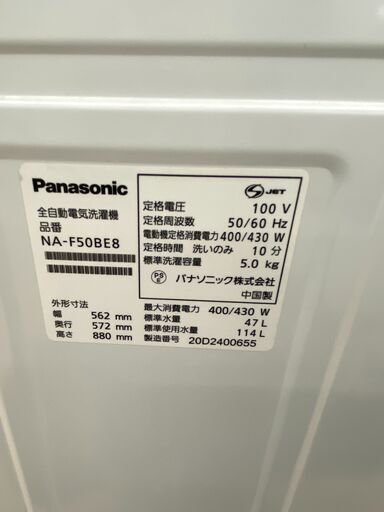 Panasonic
全自動電気洗濯機
品番
NA-F50BE8
外形寸法
幅 562 mm
奥行 572 mm
高さ 880 mm
JET
定格電圧 100 V
定格周波数 50/60 Hz
電動機定格消費電力 400/430 W
定格時間 洗いのみ 10 分
標準洗濯容量 5.0 kg
PS
E
パナソニック株式会社
中国製
最大消費電力 400/430 W
標準水量 47 L
標準使用水量 114 L
製造番号 20D2400655